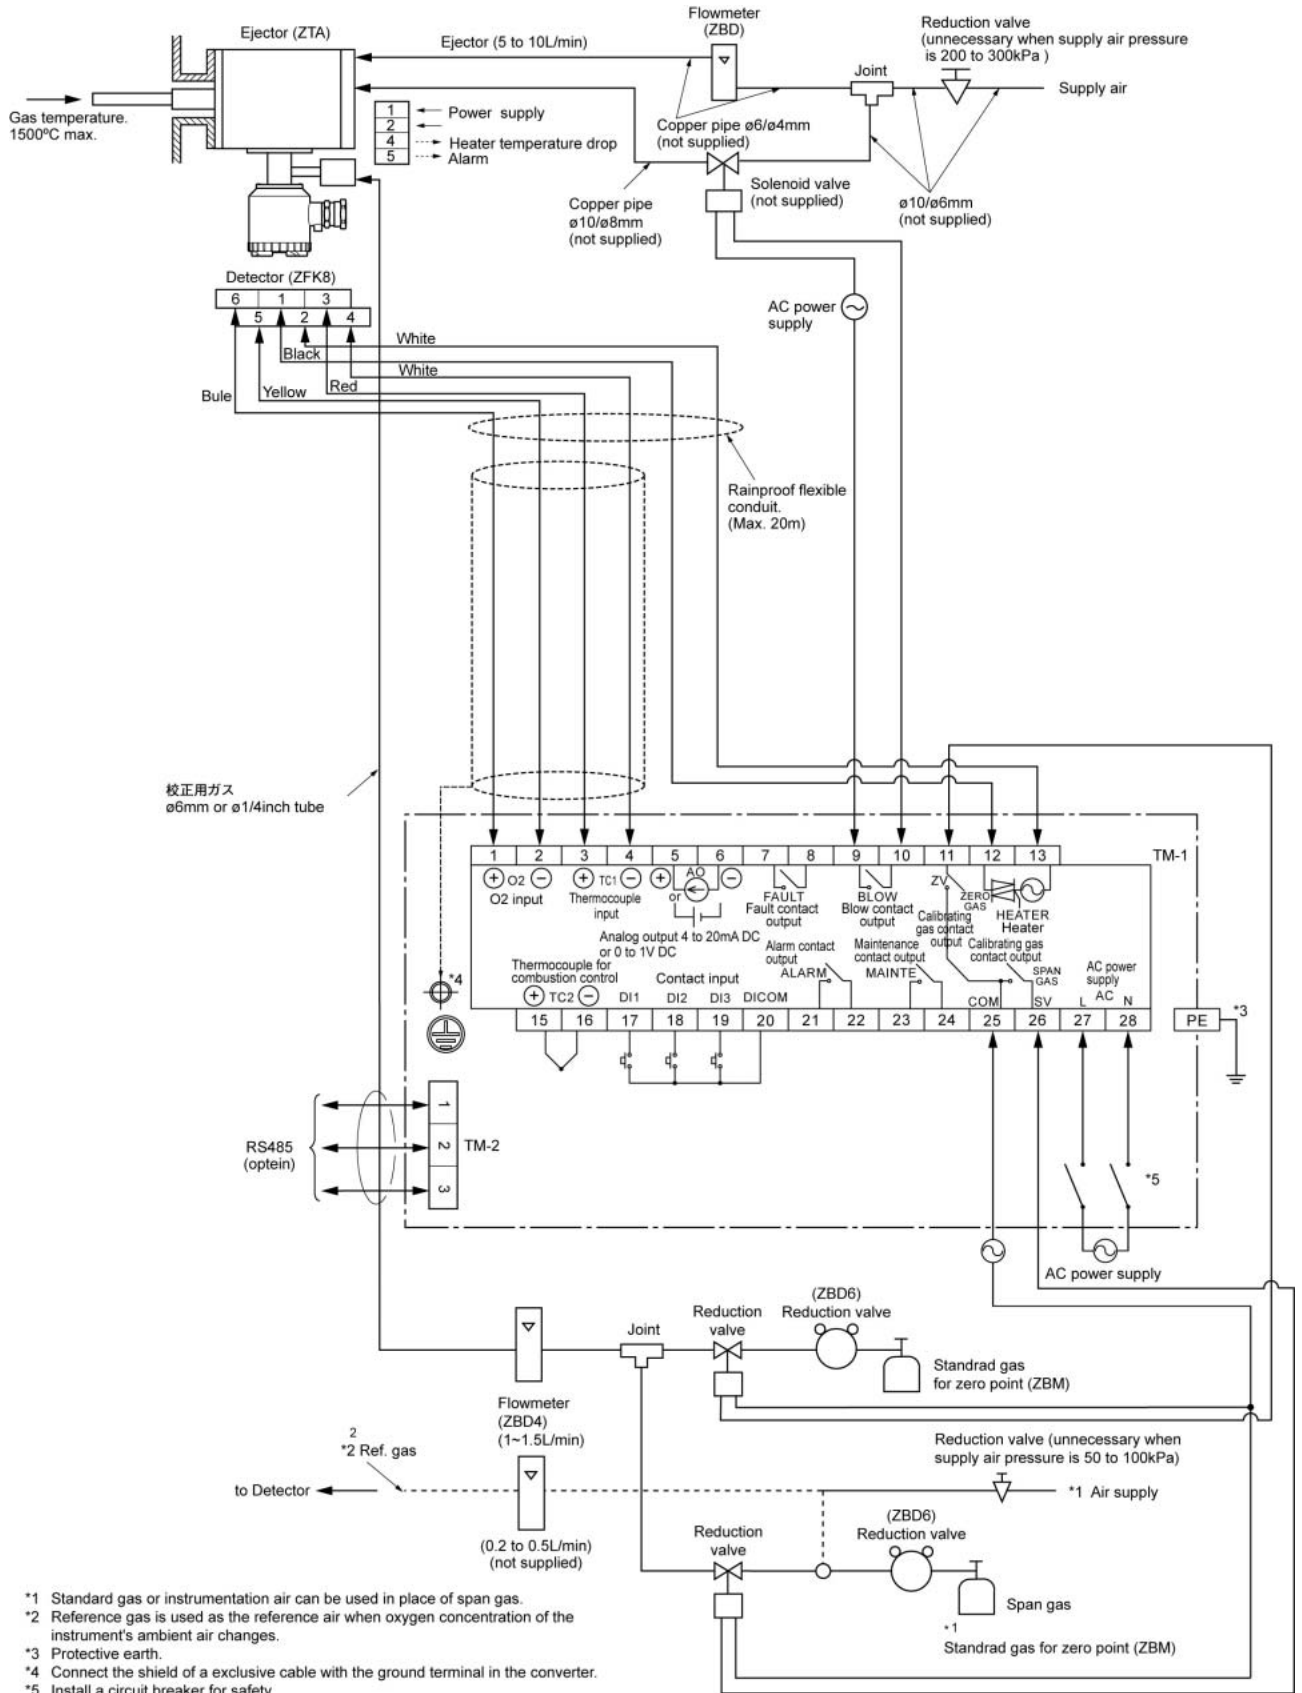 Ejector (ZTA)
Ejector (5 to 10L/min)
Flowmeter
(ZBD)
Reduction valve
(unnecessary when supply air pressure
is 200 to 300kPa )
Joint
Supply air
Gas temperature.
1500ºC max.
1
2
4
5
Power supply
Heater temperature drop
Alarm
Copper pipe ø6/ø4mm
(not supplied)
Solenoid valve
(not supplied)
Copper pipe
ø10/ø8mm
(not supplied)
ø10/ø6mm
(not supplied)
Detector (ZFK8)
6 1 3
5 2 4
AC power
supply
White
Black
White
Red
Yellow
Bule
Rainproof flexible
conduit.
(Max. 20m)
校正用ガス
ø6mm or ø1/4inch tube
1 2 3 4 5 6 7 8 9 10 11 12 13
TM-1
+ O2 −
O2 input
+ TC1 −
Thermocouple
input
+ AO −
or
Analog output 4 to 20mA DC
or 0 to 1V DC
FAULT
Fault contact
output
BLOW
Blow contact
output
ZV
ZERO
GAS
Calibrating
gas contact
output
HEATER
Heater
Thermocouple for
combustion control
+ TC2 −
Contact input
DI1 DI2 DI3 DICOM
Alarm contact
output
ALARM
Maintenance
contact output
MAINTE
Calibrating gas
contact output
SPAN
GAS
COM
SV
AC power
supply
L AC N
15 16 17 18 19 20 21 22 23 24 25 26 27 28
PE
*3
*4
RS485
(optein)
1
2
3
TM-2
*5
AC power supply
(ZBD6)
Reduction valve
Reduction
valve
Joint
Standrad gas
for zero point (ZBM)
Flowmeter
(ZBD4)
(1~1.5L/min)
2
*2 Ref. gas
to Detector
Reduction valve (unnecessary when
supply air pressure is 50 to 100kPa)
*1 Air supply
(0.2 to 0.5L/min)
(not supplied)
Reduction
valve
(ZBD6)
Reduction valve
Span gas
*1
Standrad gas for zero point (ZBM)
*1 Standard gas or instrumentation air can be used in place of span gas.
*2 Reference gas is used as the reference air when oxygen concentration of the
instrument's ambient air changes.
*3 Protective earth.
*4 Connect the shield of a exclusive cable with the ground terminal in the converter.
*5 Install a circuit breaker for safety.